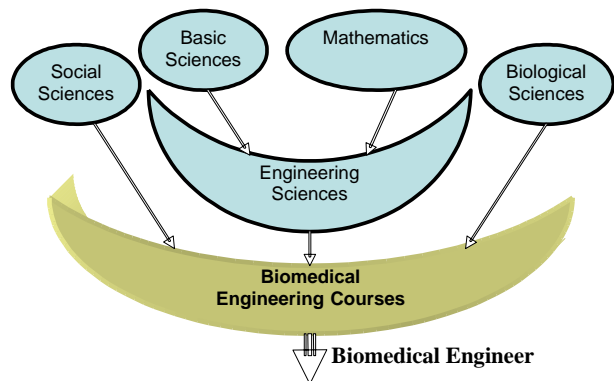 Social
Sciences
Basic
Sciences
Mathematics
Biological
Sciences
Engineering
Sciences
Biomedical
Engineering Courses
Biomedical Engineer